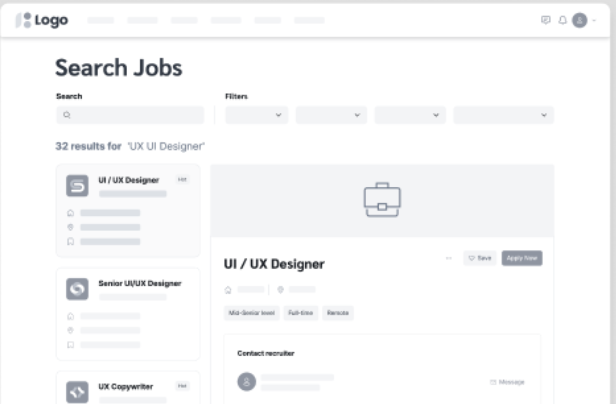 Logo
Search Jobs
Search
Filters
32 results for 'UX UI Designer'
UI / UX Designer
Hot
Senior UI/UX Designer
UX Copywriter
Hot
UI / UX Designer
Save
Apply Now
Mid-Senior level
Full-time
Remote
Contact recruiter
Message